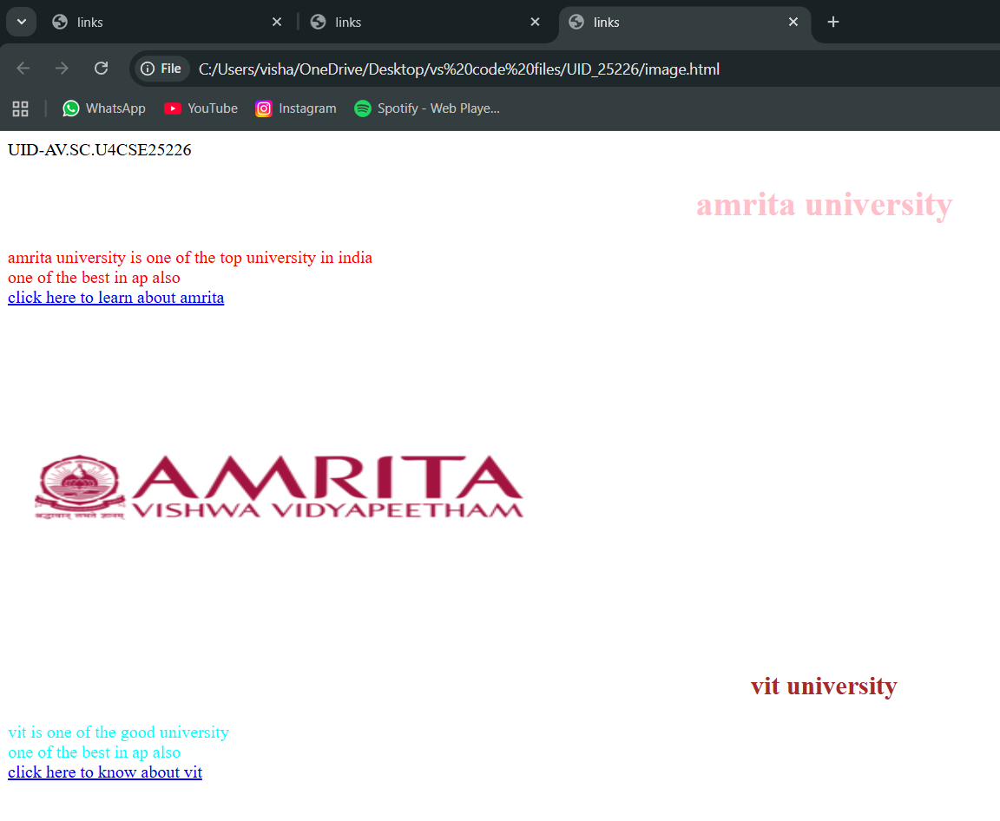 links
links
links
File
C:/Users/visha/OneDrive/Desktop/vs%20code%20files/UID_25226/image.html
WhatsApp
YouTube
Instagram
Spotify - Web Playe...
UID-AV.SC.U4CSE25226
amrita university
amrita university is one of the top university in india
one of the best in ap also
click here to learn about amrita
AMRITA
VISHWA VIDYAPEETHAM
श्रद्धावान् लभते ज्ञानम्
vit university
vit is one of the good university
one of the best in ap also
click here to know about vit